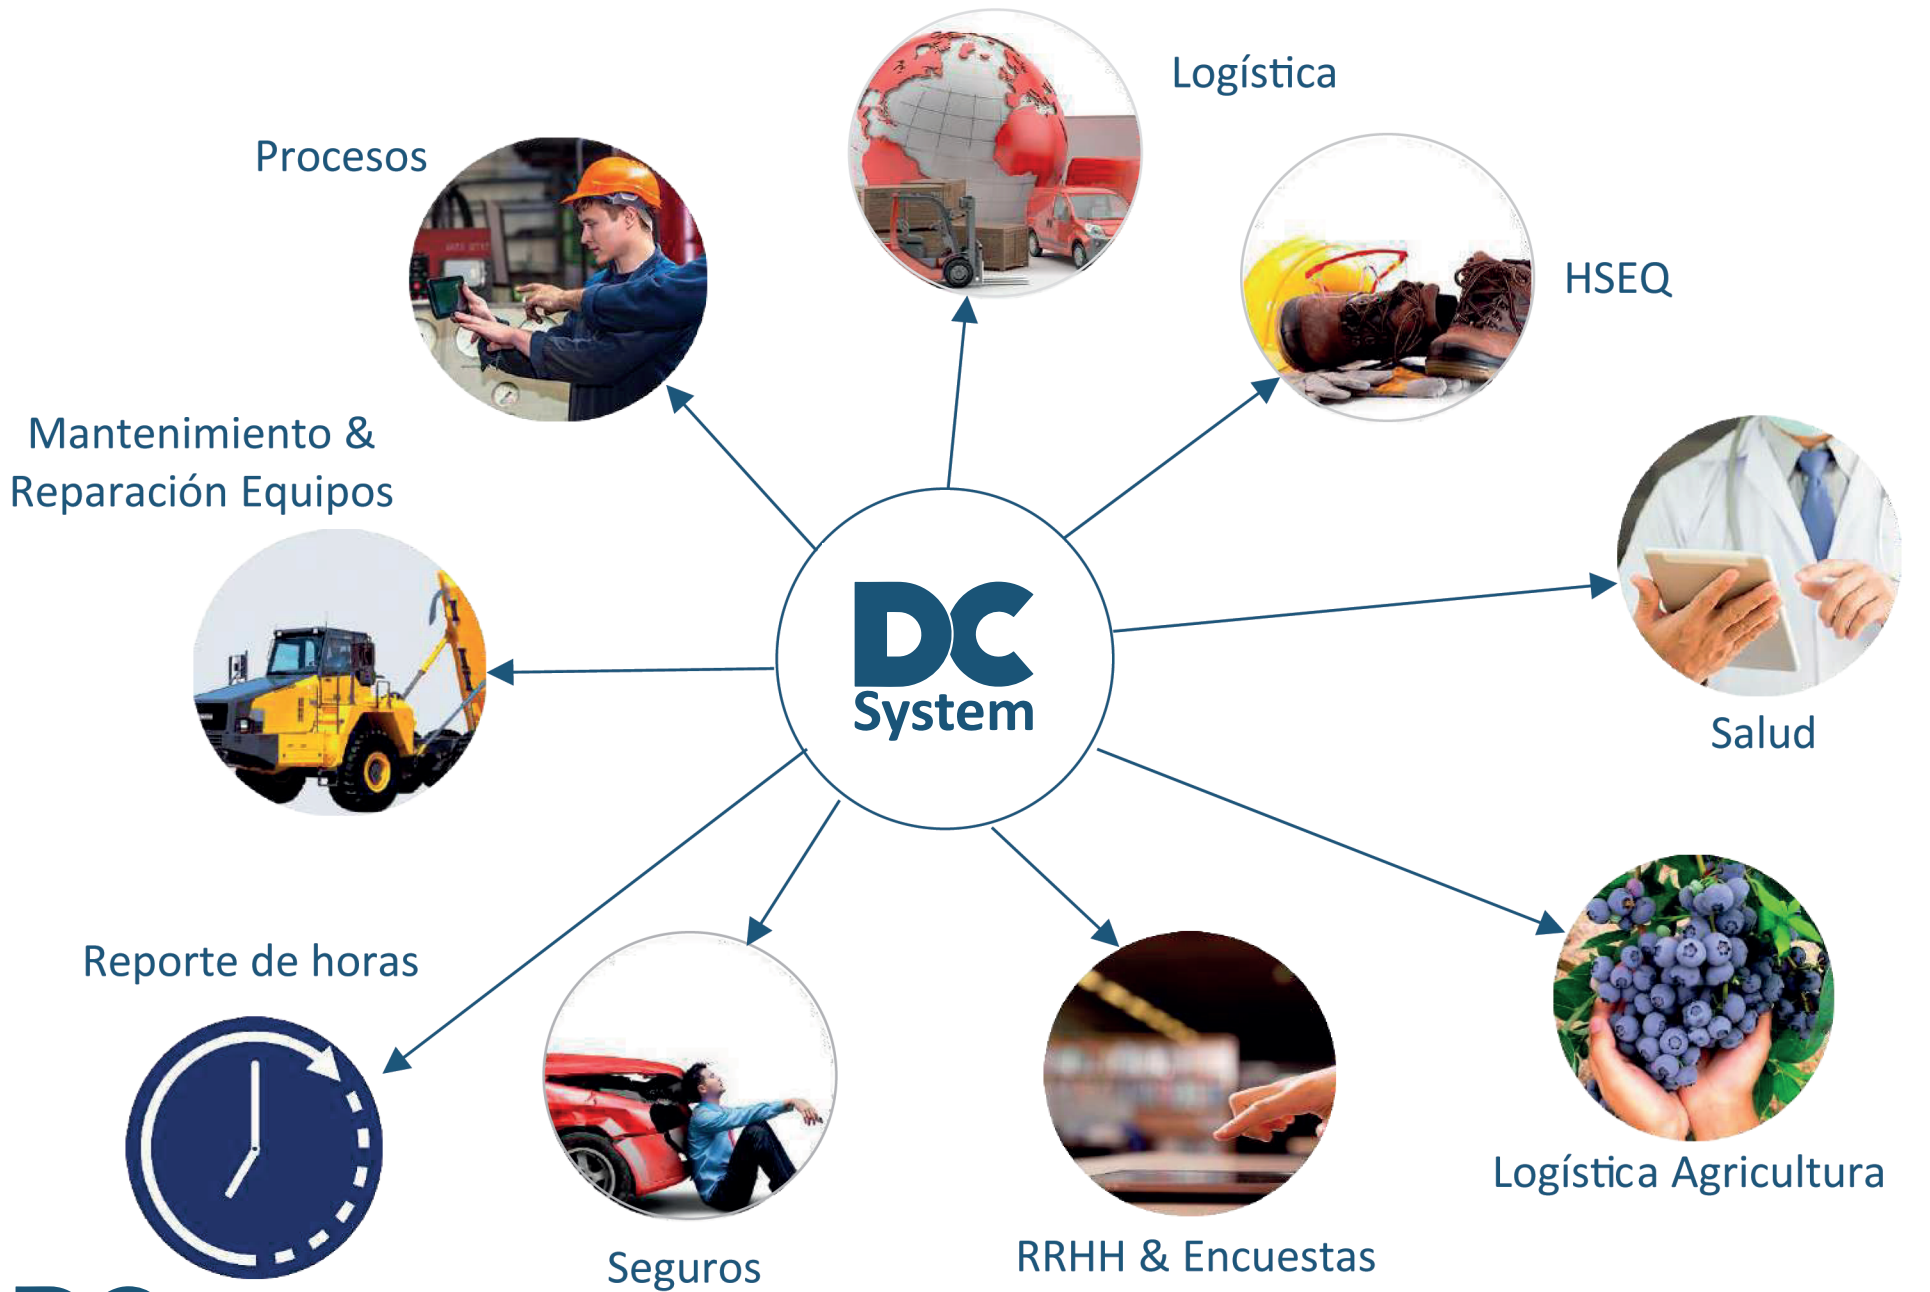 Logística
Procesos
HSEQ
Mantenimiento &
Reparación Equipos
DC
System
Salud
Reporte de horas
Logística Agricultura
RRHH & Encuestas
Seguros